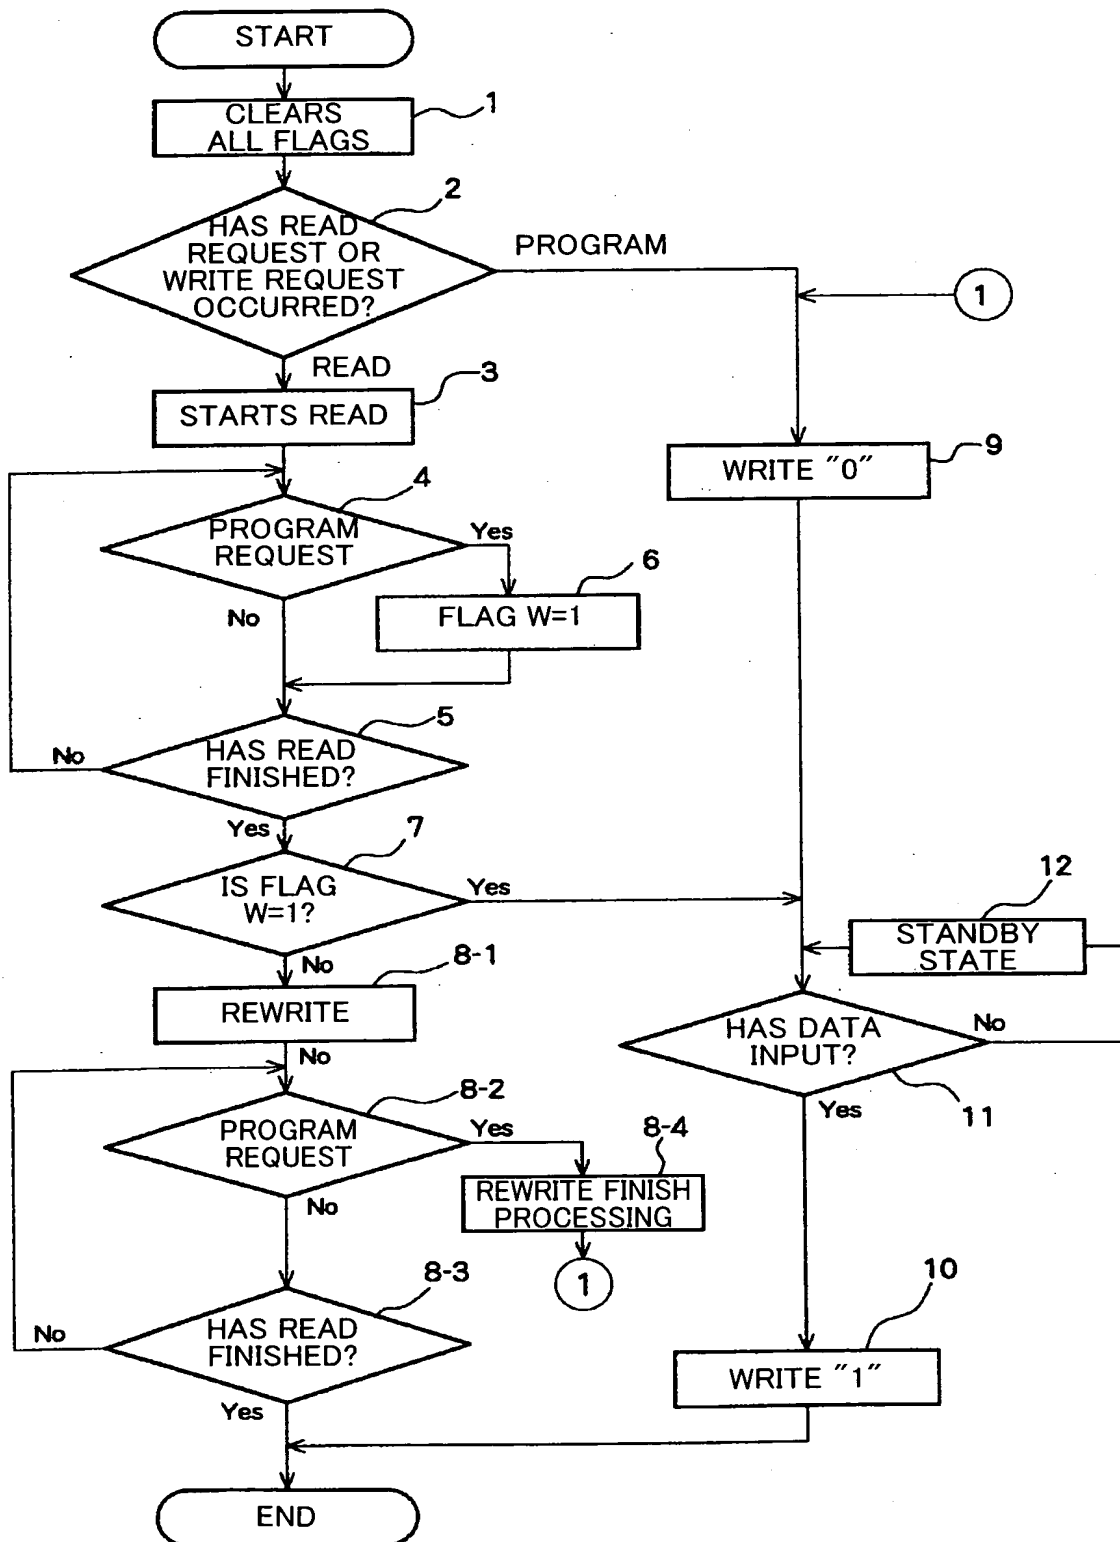 START
1
CLEARS
ALL FLAGS
2
HAS READ
REQUEST OR
WRITE REQUEST
OCCURRED?
PROGRAM
1
READ
3
STARTS READ
9
WRITE "0"
4
PROGRAM
REQUEST
Yes
6
FLAG W=1
No
5
HAS READ
FINISHED?
No
Yes
7
IS FLAG
W=1?
Yes
12
STANDBY
STATE
No
8-1
REWRITE
HAS DATA
INPUT?
No
11
Yes
No
8-2
PROGRAM
REQUEST
Yes
8-4
REWRITE FINISH
PROCESSING
No
1
8-3
HAS READ
FINISHED?
No
10
WRITE "1"
Yes
END